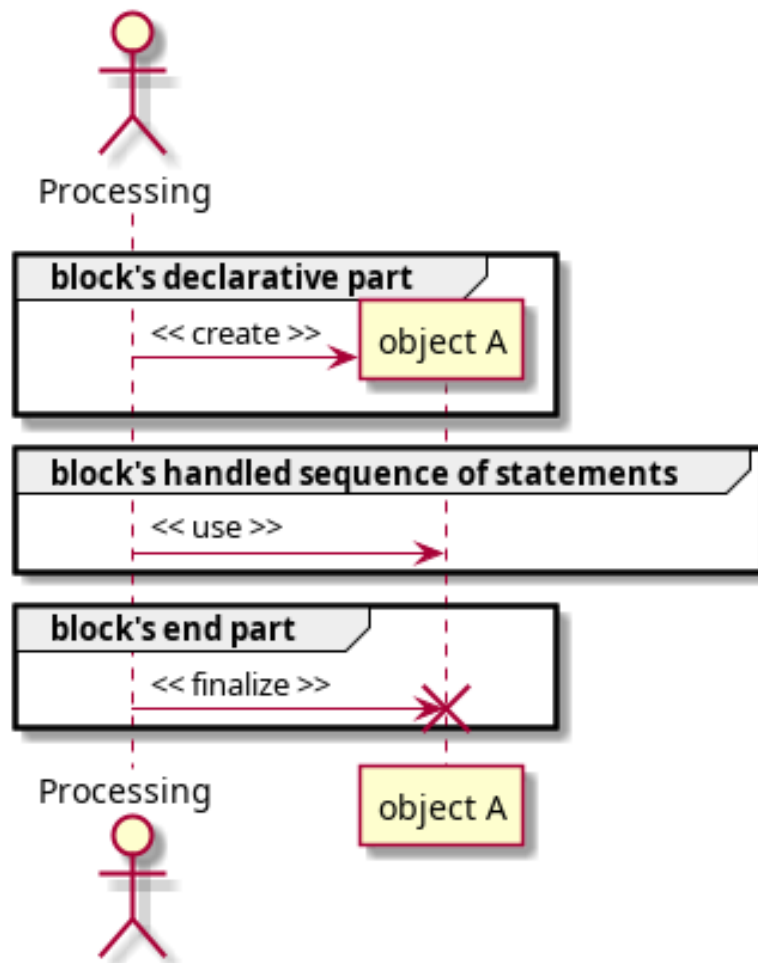 Processing
block's declarative part
<< create >>
object A
block's handled sequence of statements
<< use >>
block's end part
<< finalize >>
Processing
object A